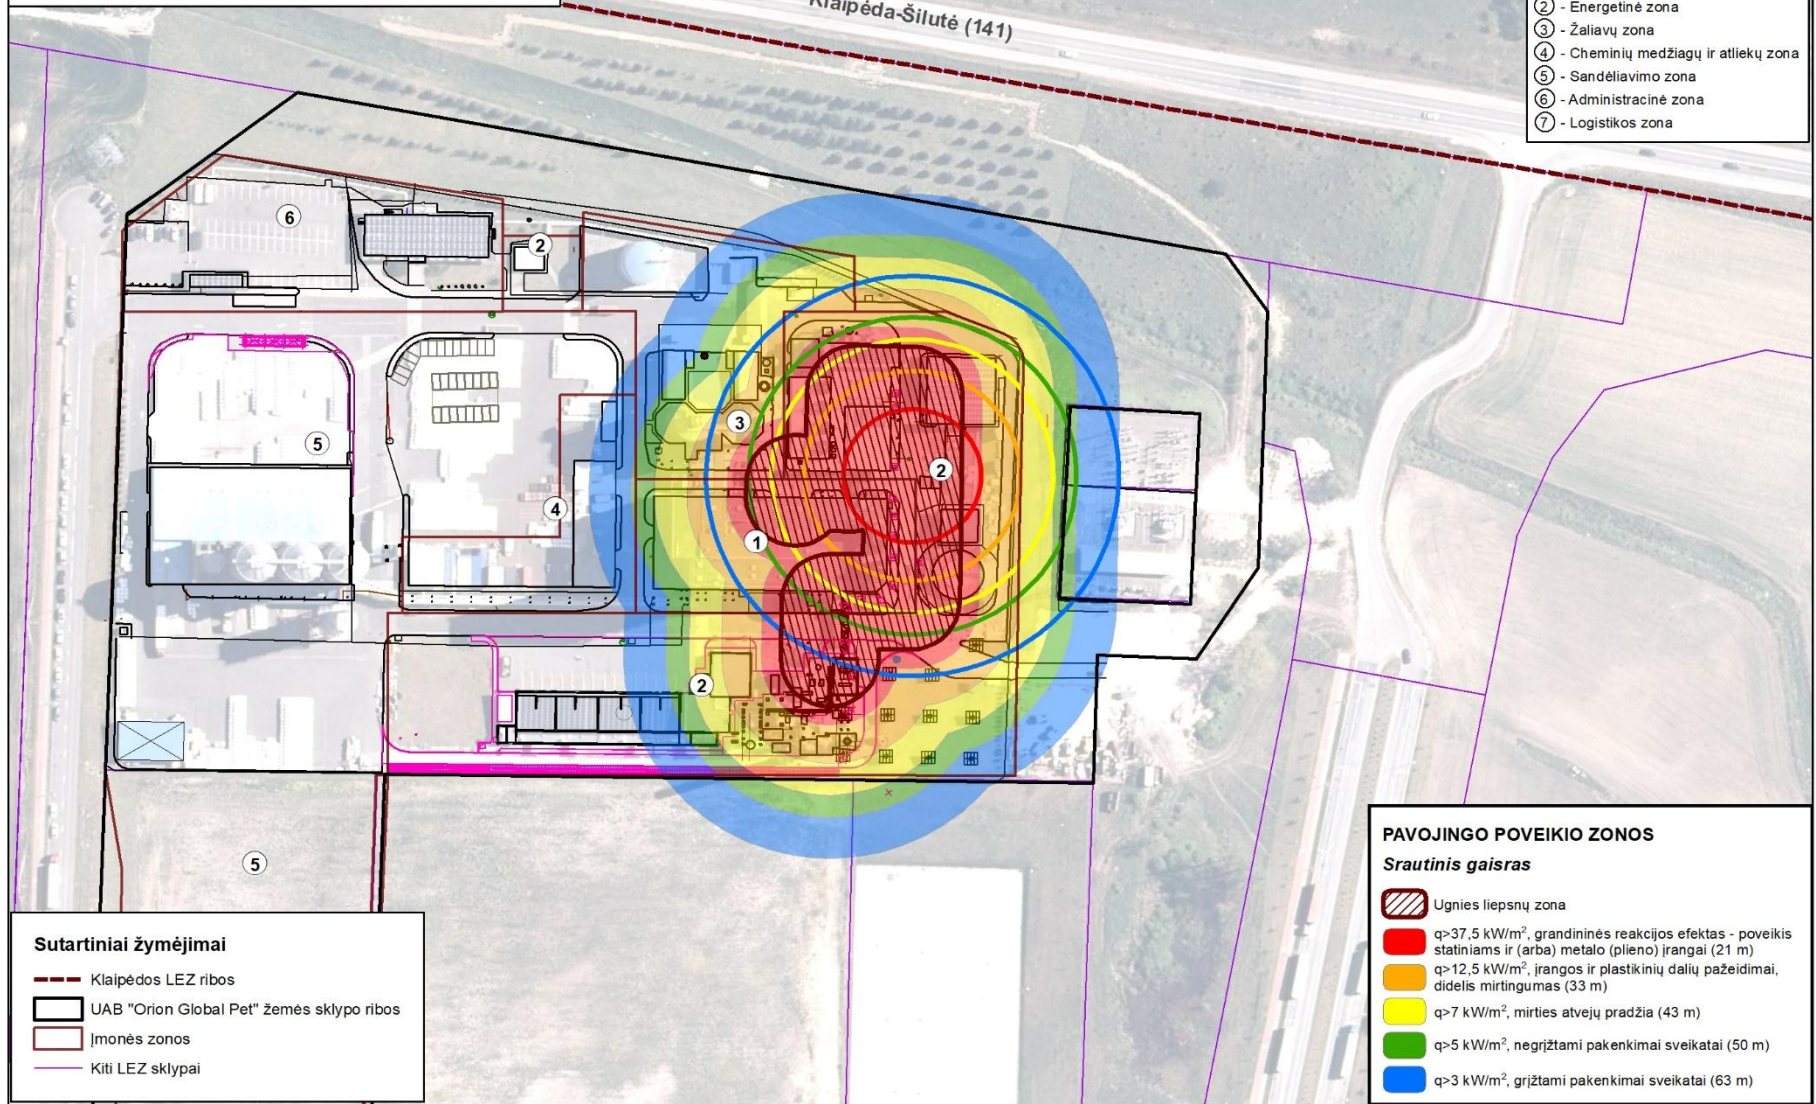 Klaipėda-Šilutė (141)
2 - Energetinė zona
3 - Žaliavų zona
4 - Cheminių medžiagų ir atliekų zona
5 - Sandėliavimo zona
6 - Administracinė zona
7 - Logistikos zona
6
2
3
5
2
4
1
2
5
Sutartiniai žymėjimai
Klaipėdos LEZ ribos
UAB "Orion Global Pet" žemės sklypo ribos
Įmonės zonos
Kiti LEZ sklypai
PAVOJINGO POVEIKIO ZONOS
Srautinis gaisras
Ugnies liepsnų zona
q>37,5 kW/m², grandininės reakcijos efektas - poveikis
statiniams ir (arba) metalo (plieno) įrangai (21 m)
q>12,5 kW/m², įrangos ir plastikinių dalių pažeidimai,
didelis mirtingumas (33 m)
q>7 kW/m², mirties atvejų pradžia (43 m)
q>5 kW/m², negrįžtami pakenkimai sveikatai (50 m)
q>3 kW/m², grįžtami pakenkimai sveikatai (63 m)